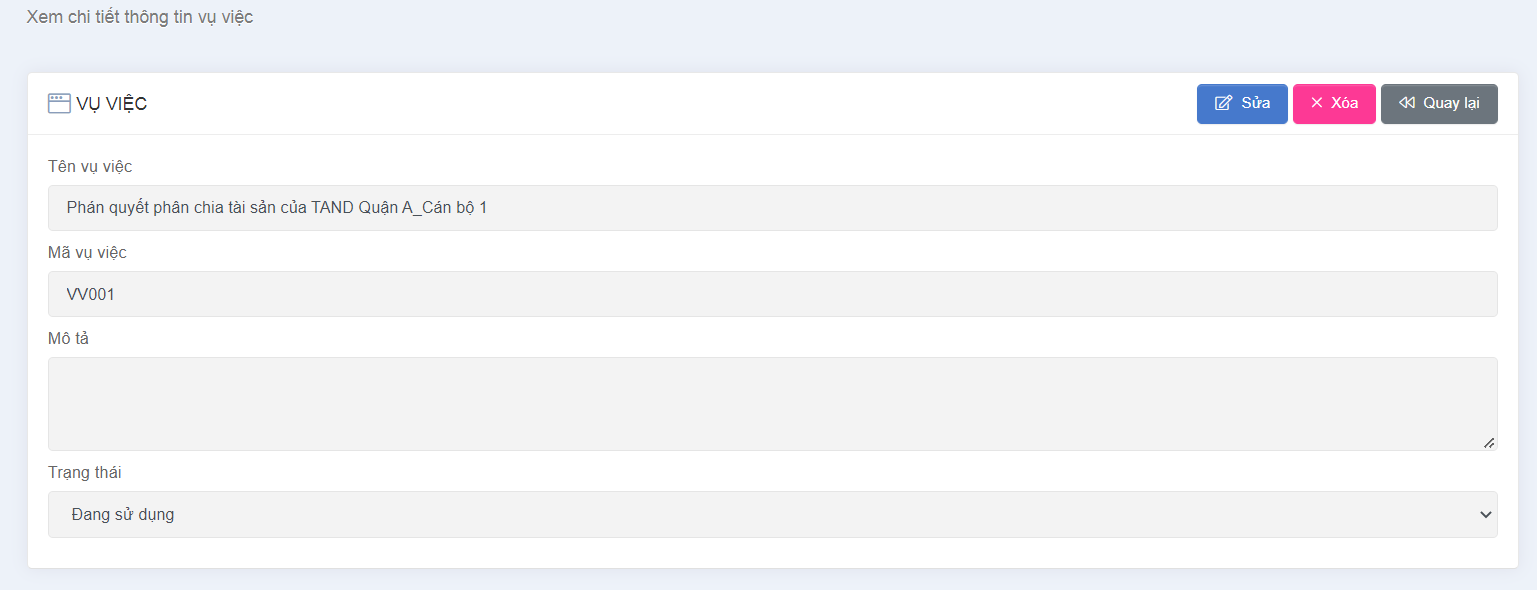 Xem chi tiết thông tin vụ việc
VỤ VIỆC
Sửa
Xóa
Quay lại
Tên vụ việc
Phán quyết phân chia tài sản của TAND Quận A_Cán bộ 1
Mã vụ việc
VV001
Mô tả
Trạng thái
Đang sử dụng